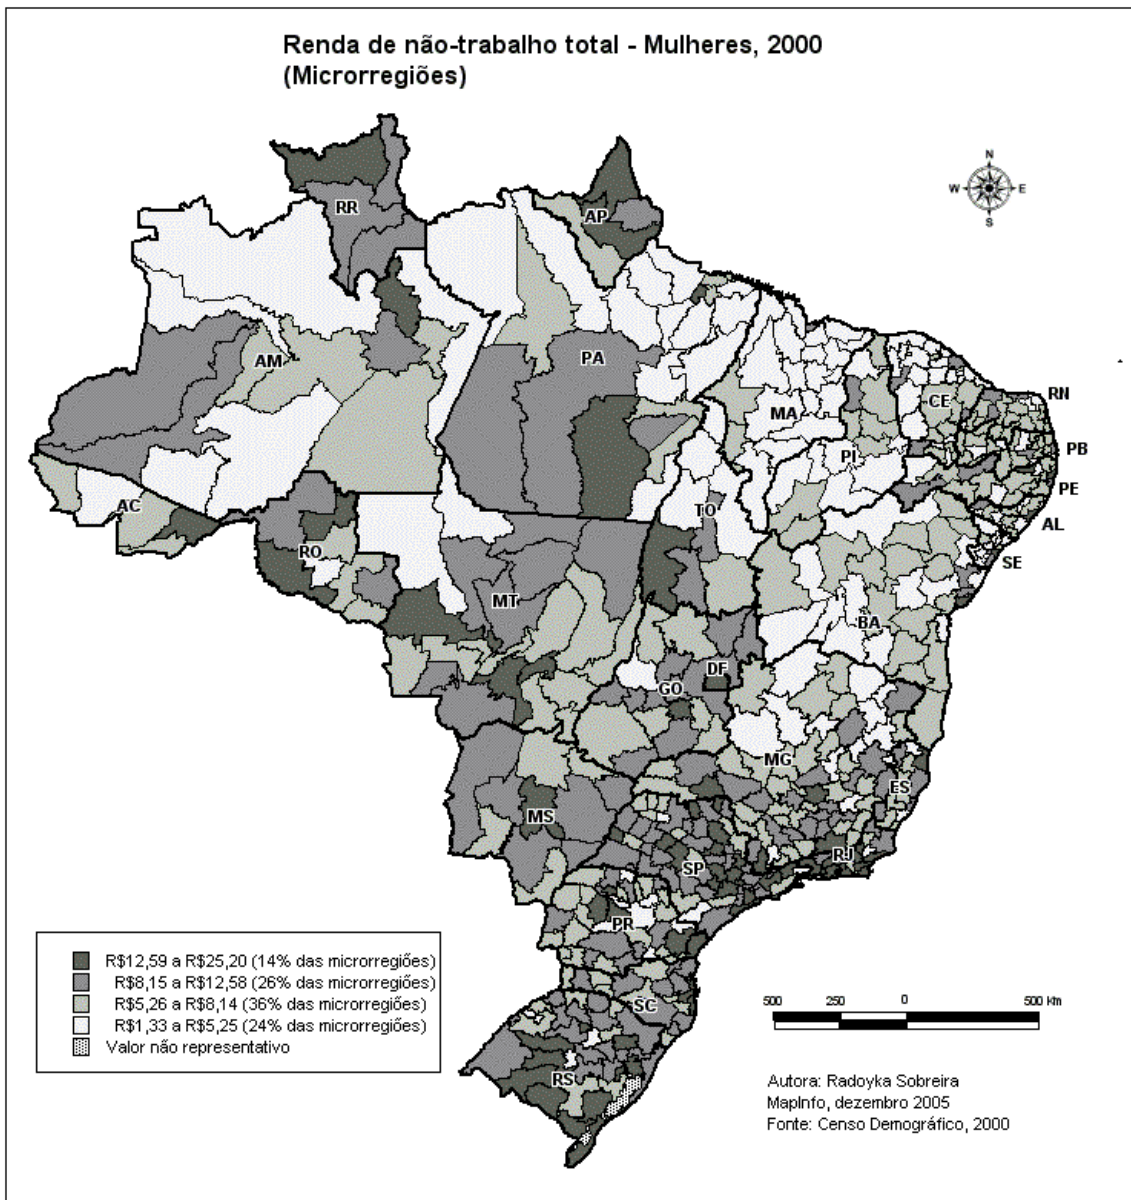 Renda de não-trabalho total - Mulheres, 2000
(Microrregiões)
N
W E
S
RR
AP
AM
PA
MA
CE
RN
PB
PI
PE
AC
TO
AL
RO
SE
MT
BA
DF
GO
MG
ES
MS
RJ
SP
PR
SC
RS
R$12,59 a R$25,20 (14% das microrregiões)
R$8,15 a R$12,58 (26% das microrregiões)
R$5,26 a R$8,14 (36% das microrregiões)
R$1,33 a R$5,25 (24% das microrregiões)
Valor não representativo
500 250 0 500 Km
Autora: Radoyka Sobreira
MapInfo, dezembro 2005
Fonte: Censo Demográfico, 2000